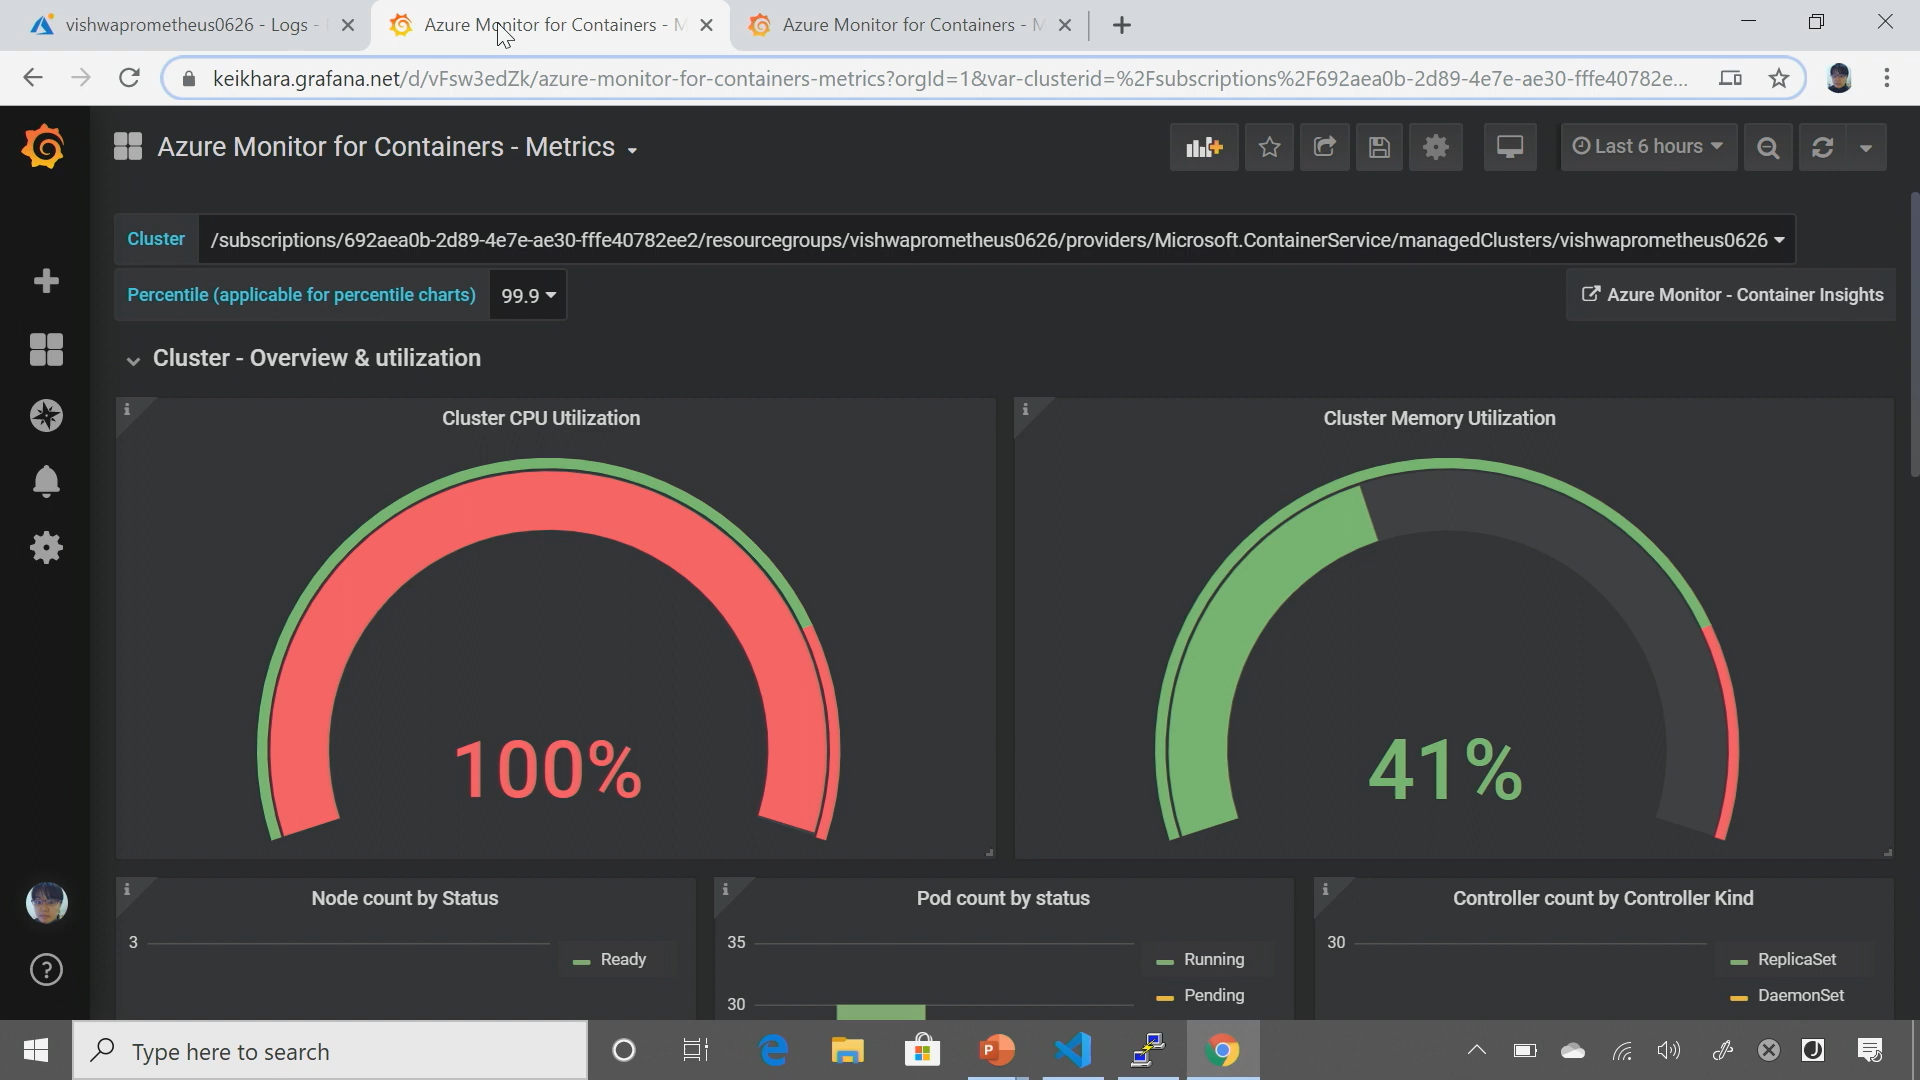 vishwaprometheus0626 - Logs -
Azure Monitor for Containers - M
Azure Monitor for Containers - M
keikhara.grafana.net/d/vFsw3edZk/azure-monitor-for-containers-metrics?orgId=1&var-clusterid=%2Fsubscriptions%2F692aea0b-2d89-4e7e-ae30-fffe40782e...
Azure Monitor for Containers - Metrics
Last 6 hours
Cluster
/subscriptions/692aea0b-2d89-4e7e-ae30-fffe40782ee2/resourcegroups/vishwaprometheus0626/providers/Microsoft.ContainerService/managedClusters/vishwaprometheus0626
Percentile (applicable for percentile charts)
99.9
Azure Monitor - Container Insights
Cluster - Overview & utilization
Cluster CPU Utilization
100%
Cluster Memory Utilization
41%
Node count by Status
3
Ready
Pod count by status
35
30
Running
Pending
Controller count by Controller Kind
30
ReplicaSet
DaemonSet
Type here to search